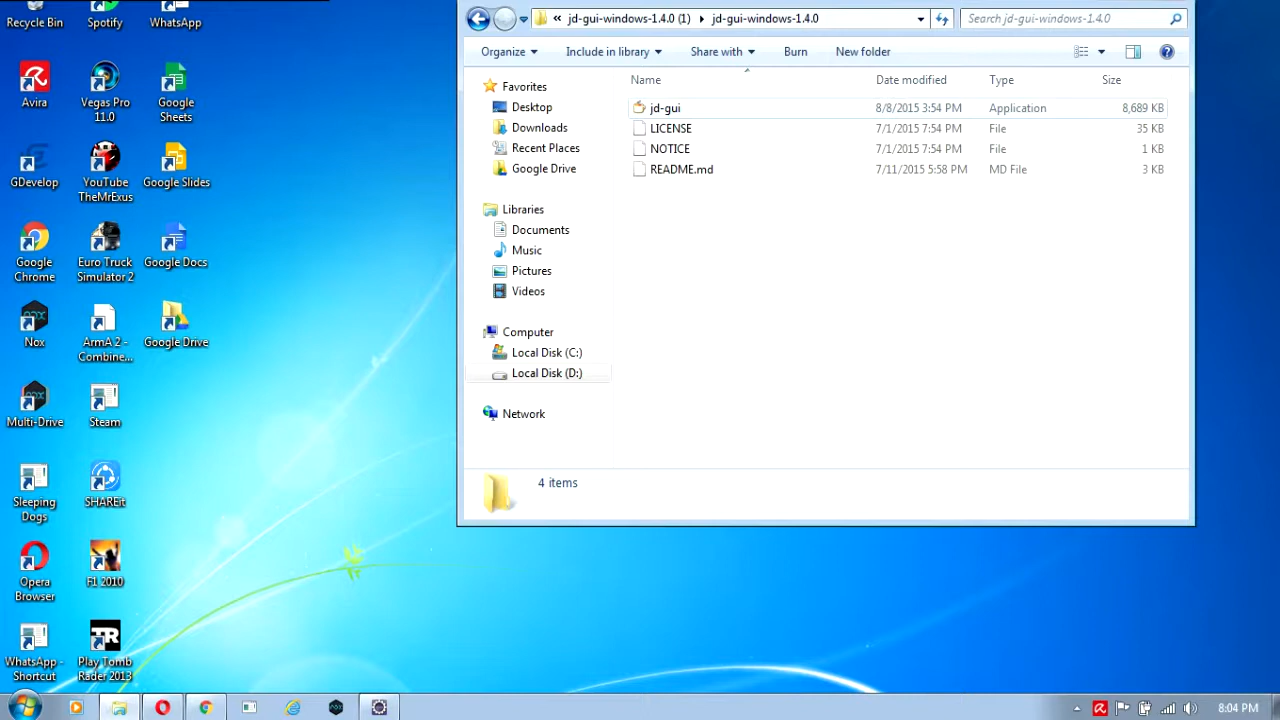 Recycle Bin
Spotify
WhatsApp
Avira
Vegas Pro
11.0
Google
Sheets
GDevelop
YouTube
TheMrExus
Google Slides
Google
Chrome
Euro Truck
Simulator 2
Google Docs
Nox
ArmA 2 -
Combine...
Google Drive
Multi-Drive
Steam
Sleeping
Dogs
SHAREit
Opera
Browser
F1 2010
WhatsApp -
Shortcut
Play Tomb
Rader 2013
« jd-gui-windows-1.4.0 (1) jd-gui-windows-1.4.0
Search jd-gui-windows-1.4.0
Organize Include in library Share with Burn New folder
Favorites
Desktop
Downloads
Recent Places
Google Drive
Libraries
Documents
Music
Pictures
Videos
Computer
Local Disk (C:)
Local Disk (D:)
Network
Name Date modified Type Size
jd-gui 8/8/2015 3:54 PM Application 8,689 KB
LICENSE 7/1/2015 7:54 PM File 35 KB
NOTICE 7/1/2015 7:54 PM File 1 KB
README.md 7/11/2015 5:58 PM MD File 3 KB
4 items
8:04 PM